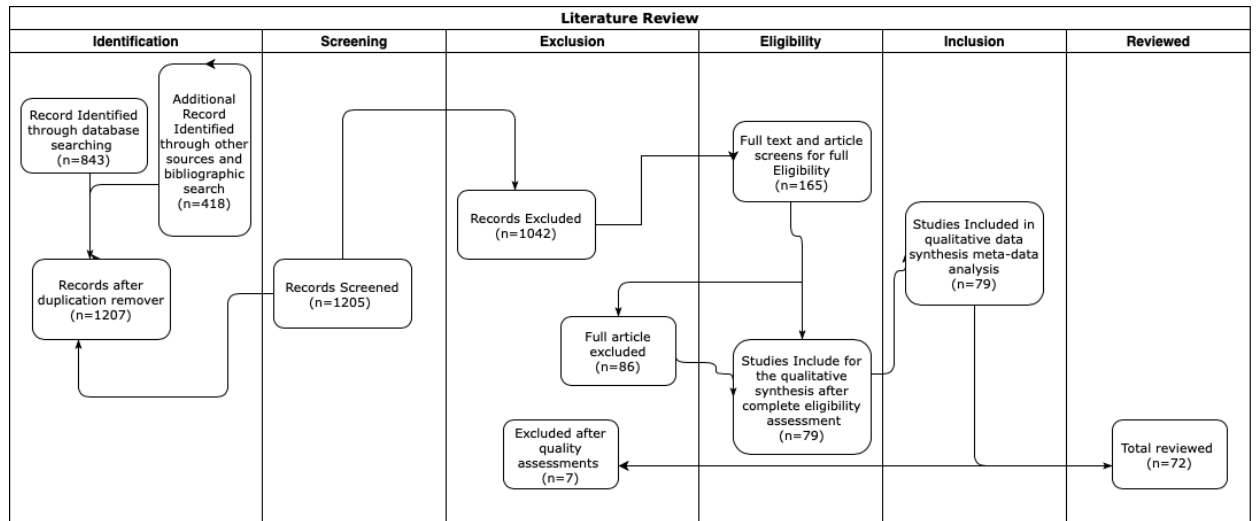 Literature Review
Identification
Screening
Exclusion
Eligibility
Inclusion
Reviewed
Record Identified
through database
searching
(n=843)
Additional
Record
Identified
through other
sources and
bibliographic
search
(n=418)
Records after
duplication remover
(n=1207)
Records Screened
(n=1205)
Records Excluded
(n=1042)
Full article
excluded
(n=86)
Excluded after
quality
assessments
(n=7)
Full text and article
screens for full
Eligibility
(n=165)
Studies Include for
the qualitative
synthesis after
complete eligibility
assessment
(n=79)
Studies Included in
qualitative data
synthesis meta-data
analysis
(n=79)
Total reviewed
(n=72)